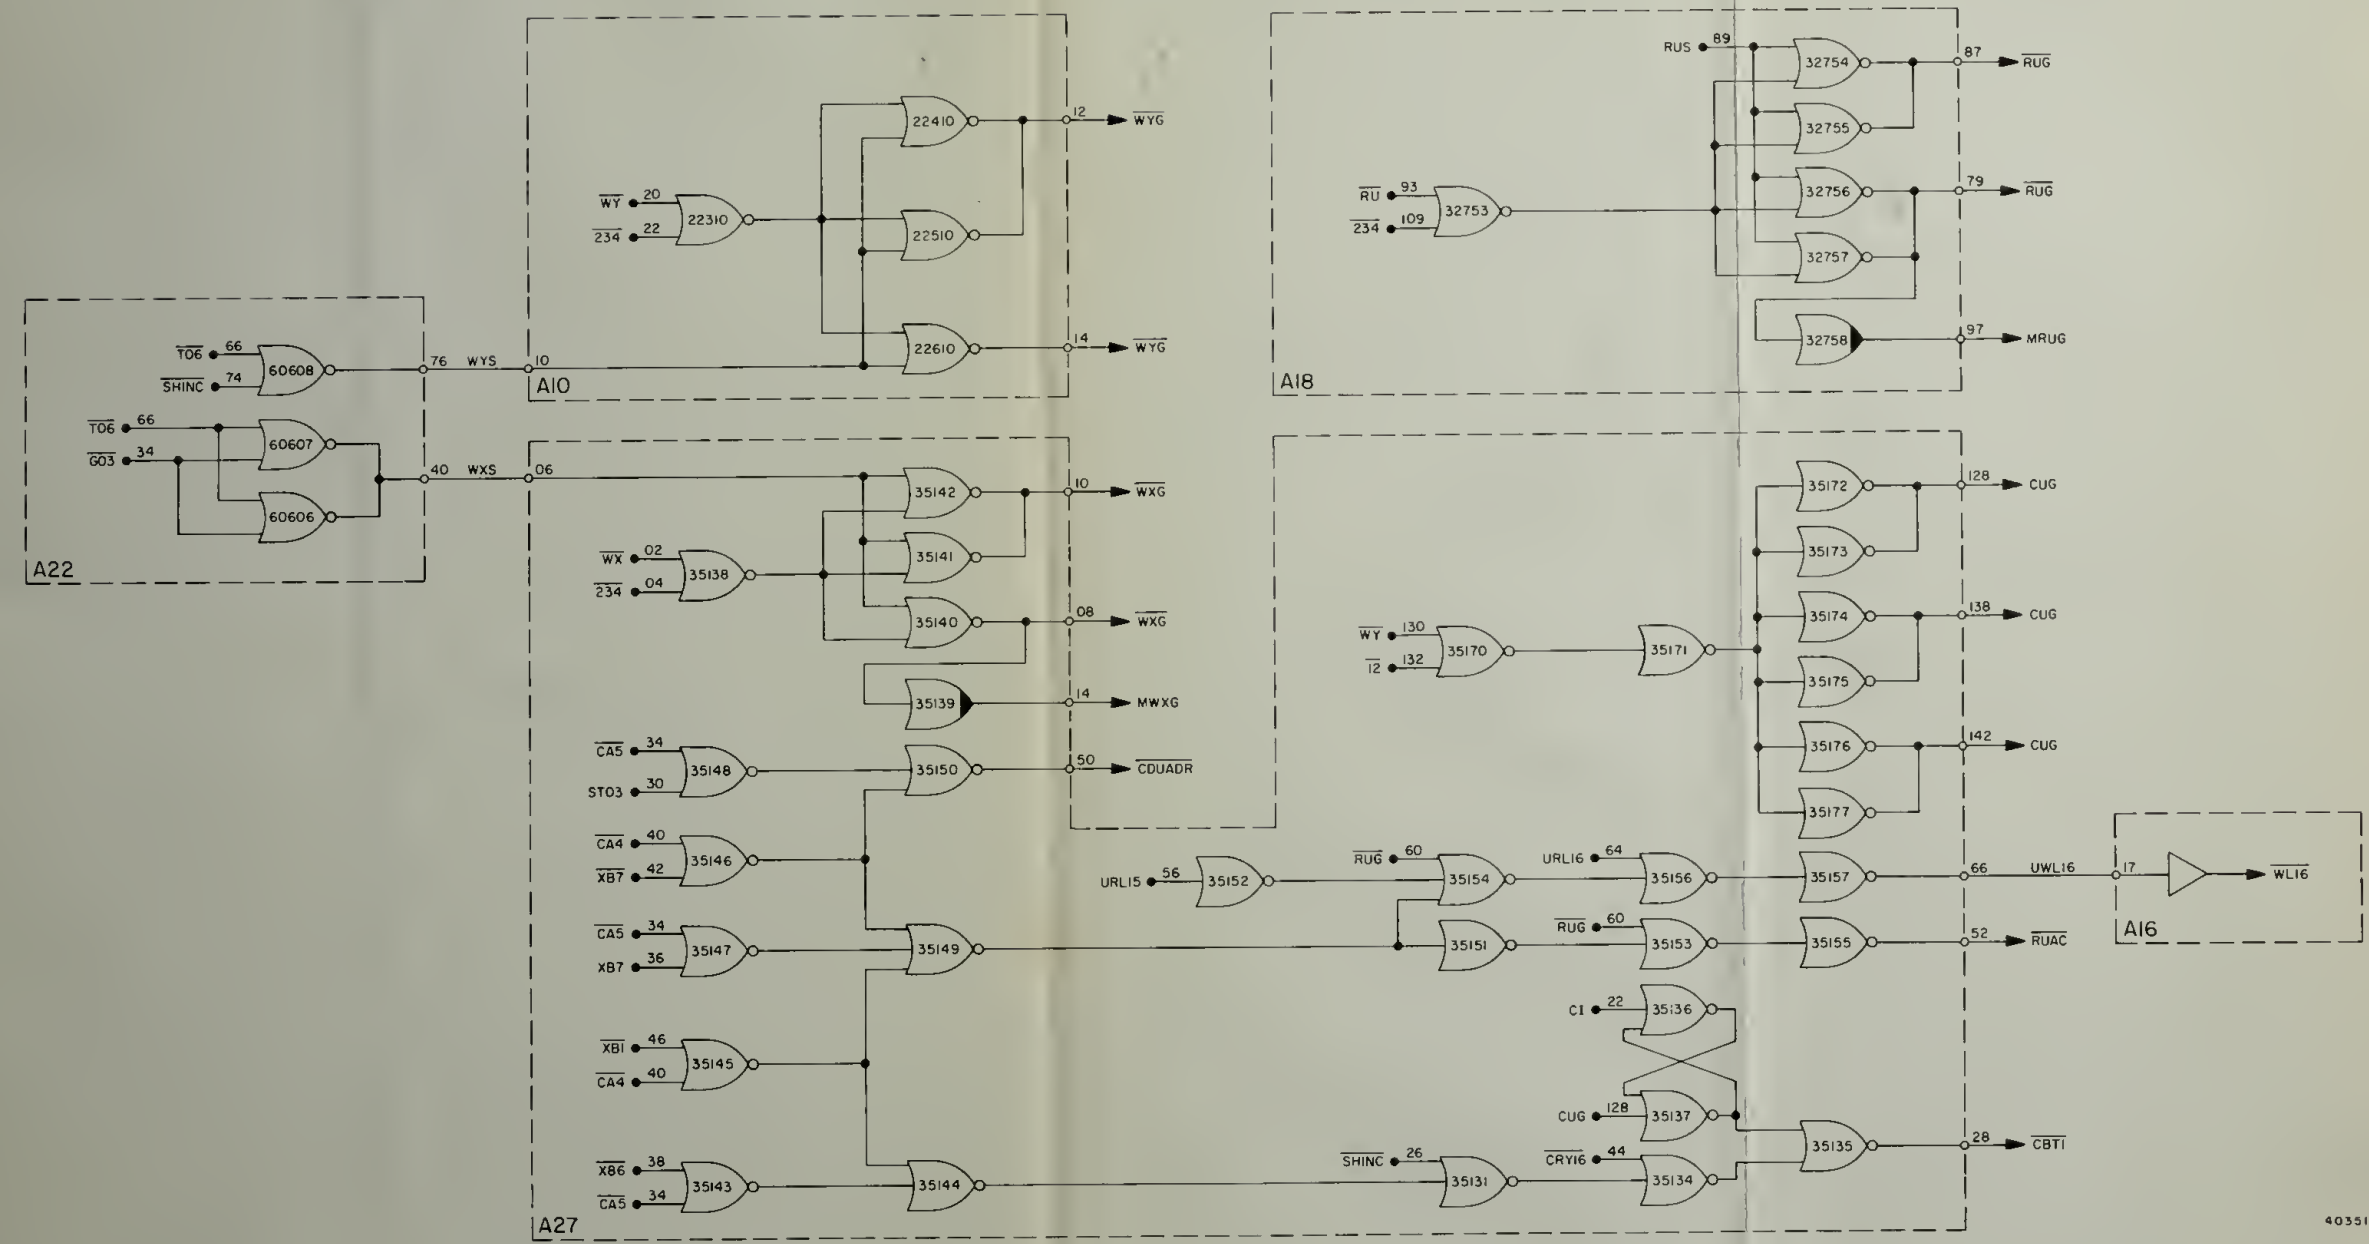 A22
T06 66
SHINC 74
60608
76 WYS 10
T06 66
G03 34
60607
60606
40 WXS 06
A10
WY 20
234 22
22310
22410
22510
22610
12 WYG
14 WYG
A18
RUS 89
RU 93
234 109
32753
32754
32755
32756
32757
32758
87 RUG
79 RUG
97 MRUG
A27
WX 02
234 04
35138
35142
35141
35140
35139
10 WXG
08 WXG
14 MWXG
CA5 34
ST03 30
35148
35150
50 CDUADR
CA4 40
XB7 42
35146
CA5 34
XB7 36
35147
35149
XB1 46
CA4 40
35145
XB6 38
CA5 34
35143
35144
WY 130
12 132
35170
35171
35172
35173
35174
35175
35176
35177
128 CUG
138 CUG
142 CUG
URL15 56
35152
RUG 60
35154
URL16 64
35156
35157
66 UWL16 17
WL16
A16
35151
RUG 60
35153
35155
52 RUAC
CI 22
35136
CUG 128
35137
SHINC 26
35131
CRY16 44
35134
35135
28 CBTI
40351